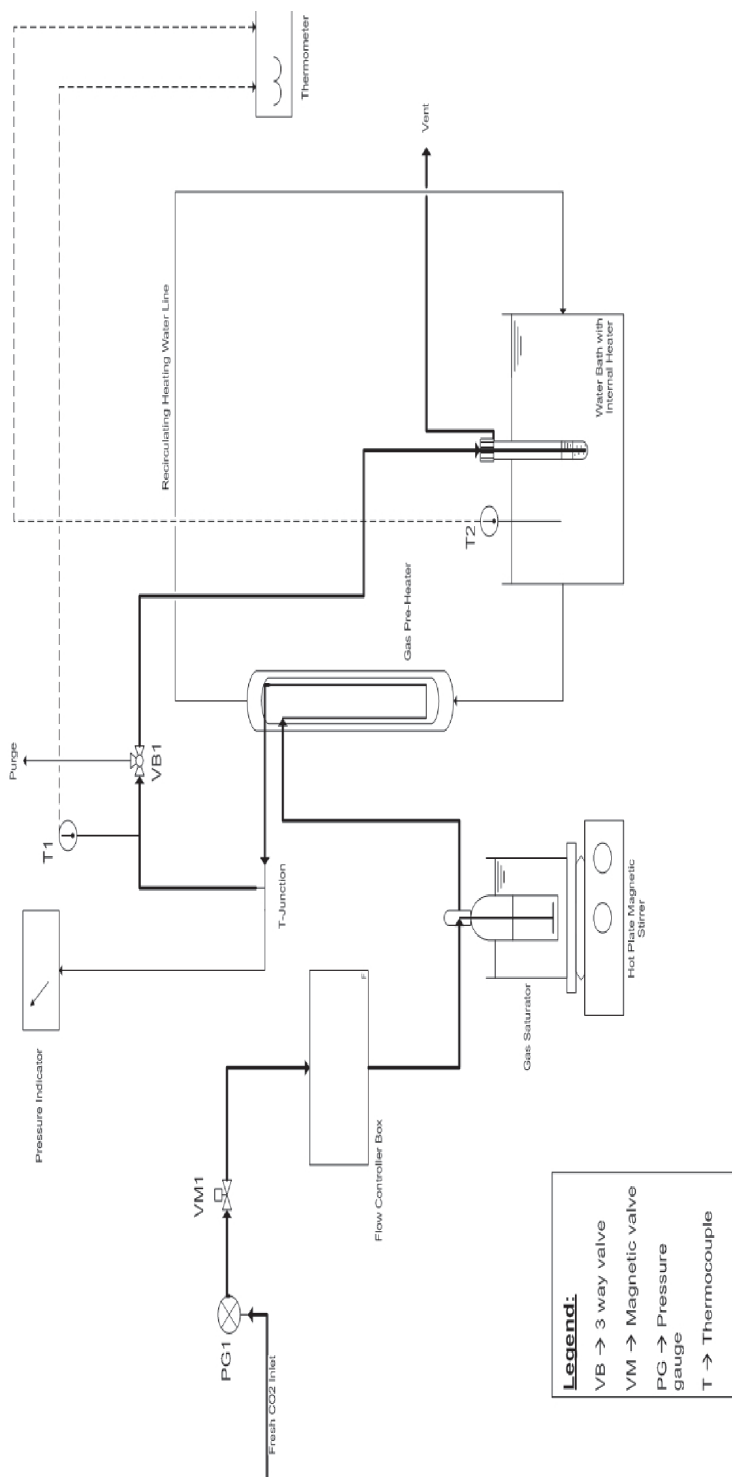 Thermometer
Vent
Recirculating Heating Water Line
Water Bath with
Internal Heater
T2
Gas Pre-Heater
Purge
VB1
T1
T-Junction
Pressure Indicator
Hot Plate Magnetic
Stirrer
Gas Saturator
F
Flow Controller Box
VM1
PG1
Fresh CO2 Inlet
Legend:
VB → 3 way valve
VM → Magnetic valve
PG → Pressure
gauge
T → Thermocouple